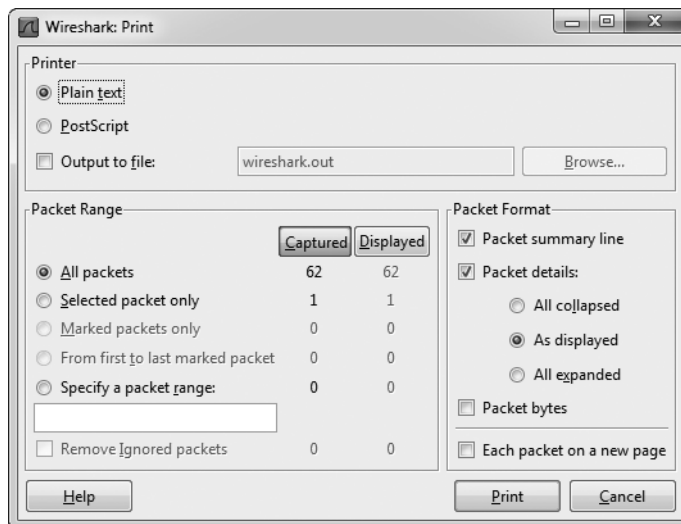 Wireshark: Print
Printer
Plain text
PostScript
Output to file:
wireshark.out
Browse...
Packet Range
Captured Displayed
All packets 62 62
Selected packet only 1 1
Marked packets only 0 0
From first to last marked packet 0 0
Specify a packet range: 0 0
Remove Ignored packets 0 0
Packet Format
Packet summary line
Packet details:
All collapsed
As displayed
All expanded
Packet bytes
Each packet on a new page
Help
Print
Cancel